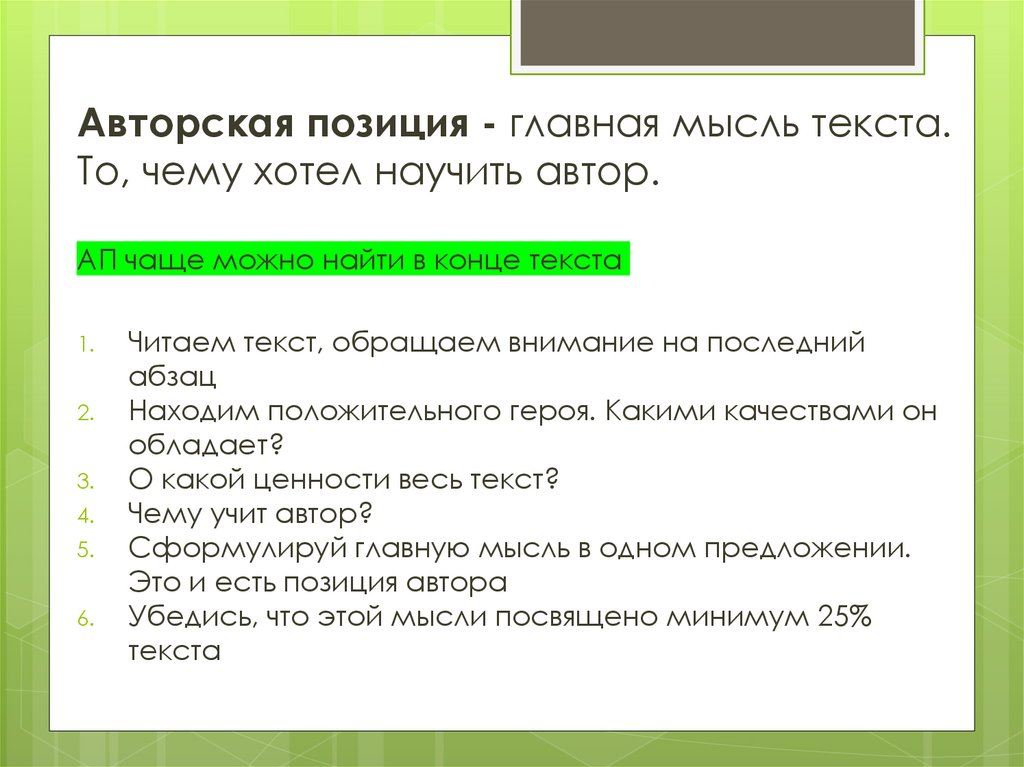 Авторская позиция - главная мысль текста.
То, чему хотел научить автор.
АП чаще можно найти в конце текста
1. Читаем текст, обращаем внимание на последний
абзац
2. Находим положительного героя. Какими качествами он
обладает?
3. О какой ценности весь текст?
4. Чему учит автор?
5. Сформулируй главную мысль в одном предложении.
Это и есть позиция автора
6. Убедись, что этой мысли посвящено минимум 25%
текста